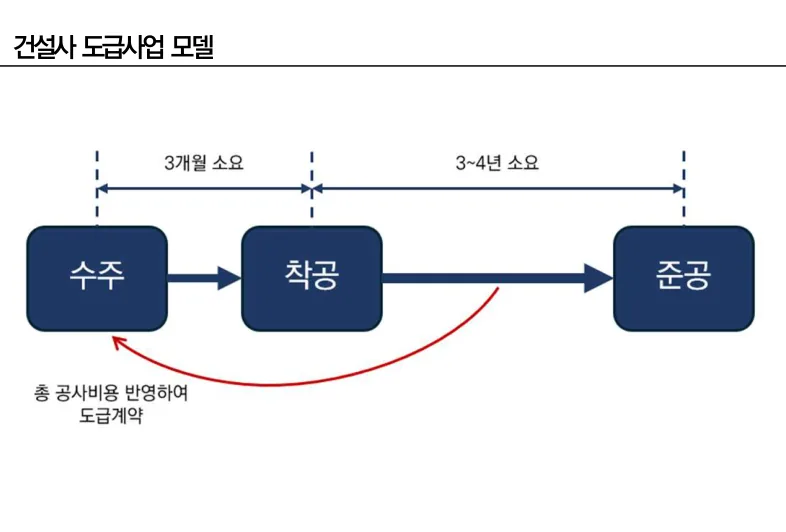 건설사 도급사업 모델
3개월 소요
3~4년 소요
수주
착공
준공
총 공사비용 반영하여
도급계약